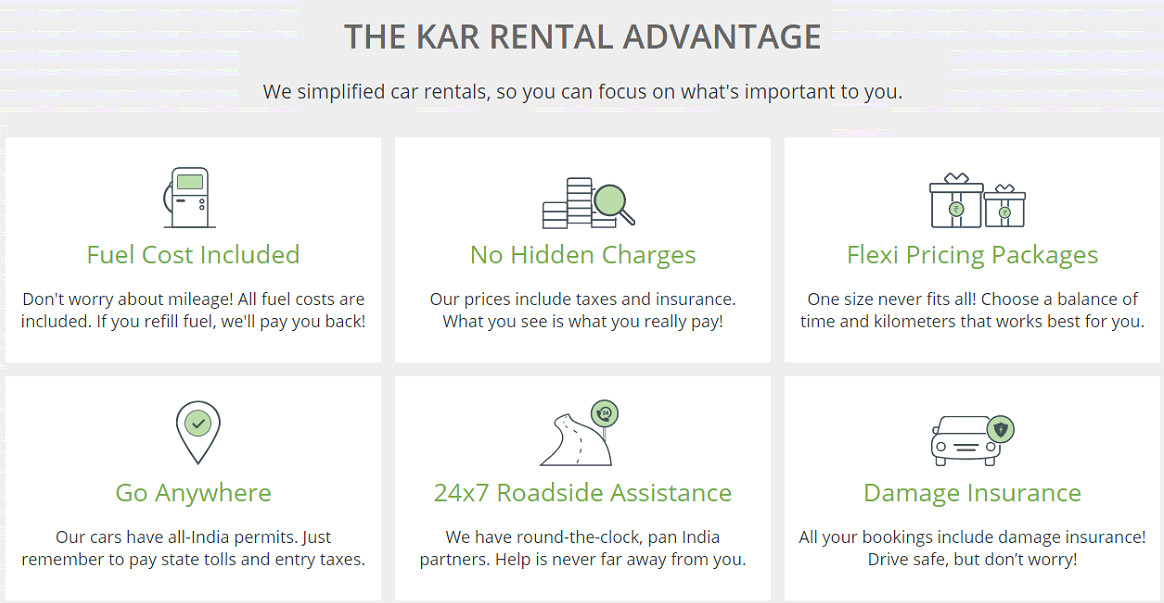 THE KAR RENTAL ADVANTAGE
We simplified car rentals, so you can focus on what's important to you.
Fuel Cost Included
Don't worry about mileage! All fuel costs are
included. If you refill fuel, we'll pay you back!
No Hidden Charges
Our prices include taxes and insurance.
What you see is what you really pay!
₹
₹
Flexi Pricing Packages
One size never fits all! Choose a balance of
time and kilometers that works best for you.
Go Anywhere
Our cars have all-India permits. Just
remember to pay state tolls and entry taxes.
24
24x7 Roadside Assistance
We have round-the-clock, pan India
partners. Help is never far away from you.
Damage Insurance
All your bookings include damage insurance!
Drive safe, but don’t worry!